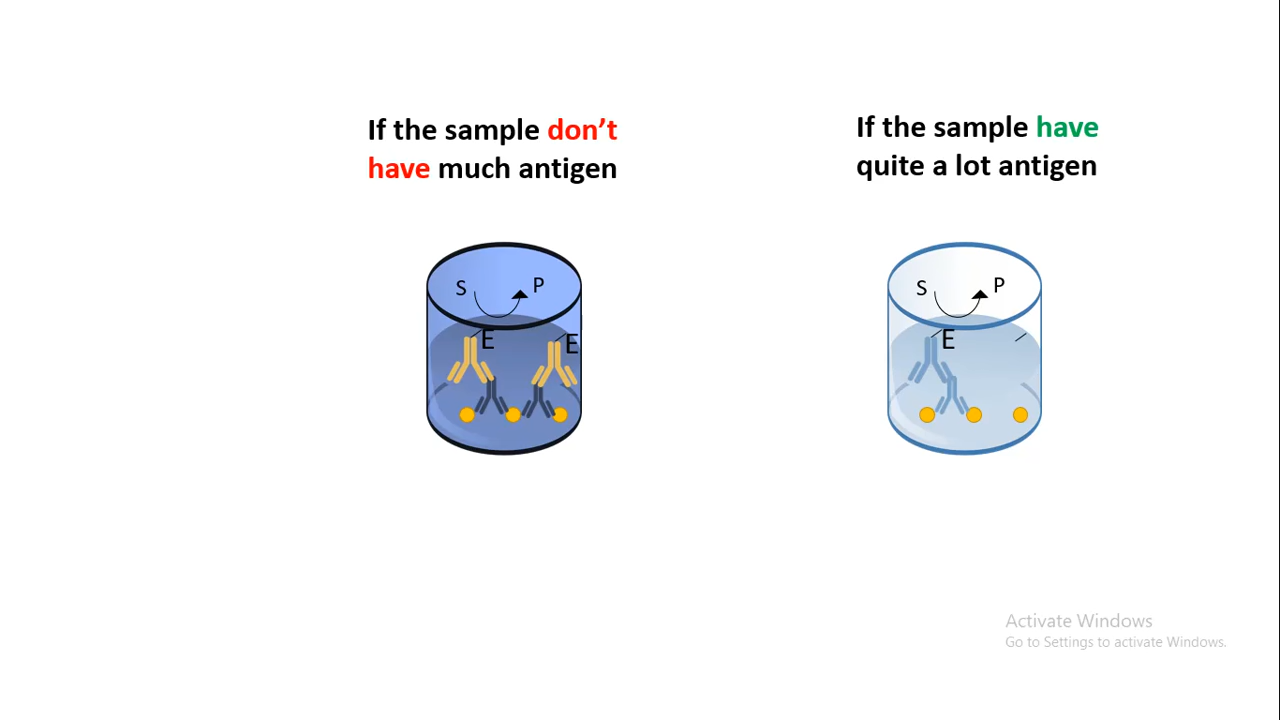 If the sample don't
have much antigen
If the sample have
quite a lot antigen
S P
E E
S P
E
Activate Windows
Go to Settings to activate Windows.